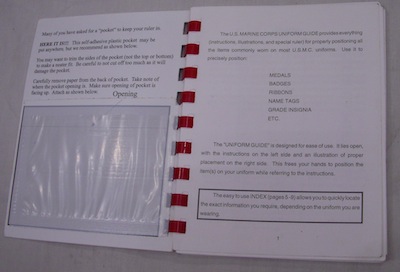 Many of you have asked for a "pocket" to keep your ruler in.
HERE IT IS!! This self-adhesive plastic pocket may be
put anywhere, but we recommend as shown below.
You may want to trim the sides of the pocket (not the top or bottom)
to make a neater fit. Be careful to not cut off too much as it will
damage the pocket.
Carefully remove paper from the back of pocket. Take note of
where the pocket opening is. Make sure opening of pocket is
facing up. Attach as shown below.
Opening
The U.S. MARINE CORPS UNIFORM GUIDE provides everything
(instructions, illustrations, and special ruler) for properly positioning all
the items commonly worn on most U.S.M.C. uniforms. Use it to
precisely position:
MEDALS
BADGES
RIBBONS
NAME TAGS
GRADE INSIGNIA
ETC.
The "UNIFORM GUIDE" is designed for ease of use. It lies open,
with the instructions on the left side and an illustration of proper
placement on the right side. This frees your hands to position the
item(s) on your uniform while referring to the instructions.
The easy to use INDEX (pages 5-9) allows you to quickly locate
the exact information you require, depending on the uniform you are
wearing.